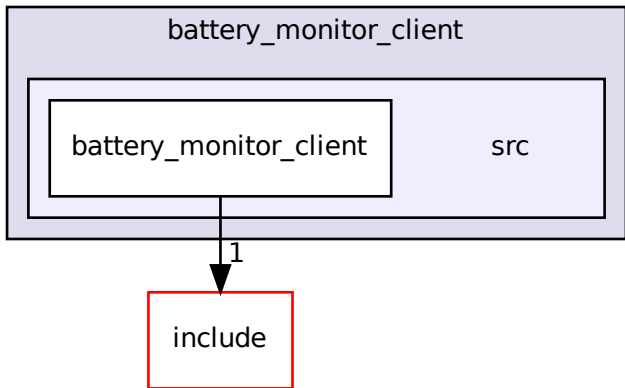 battery_monitor_client
battery_monitor_client
src
1
include